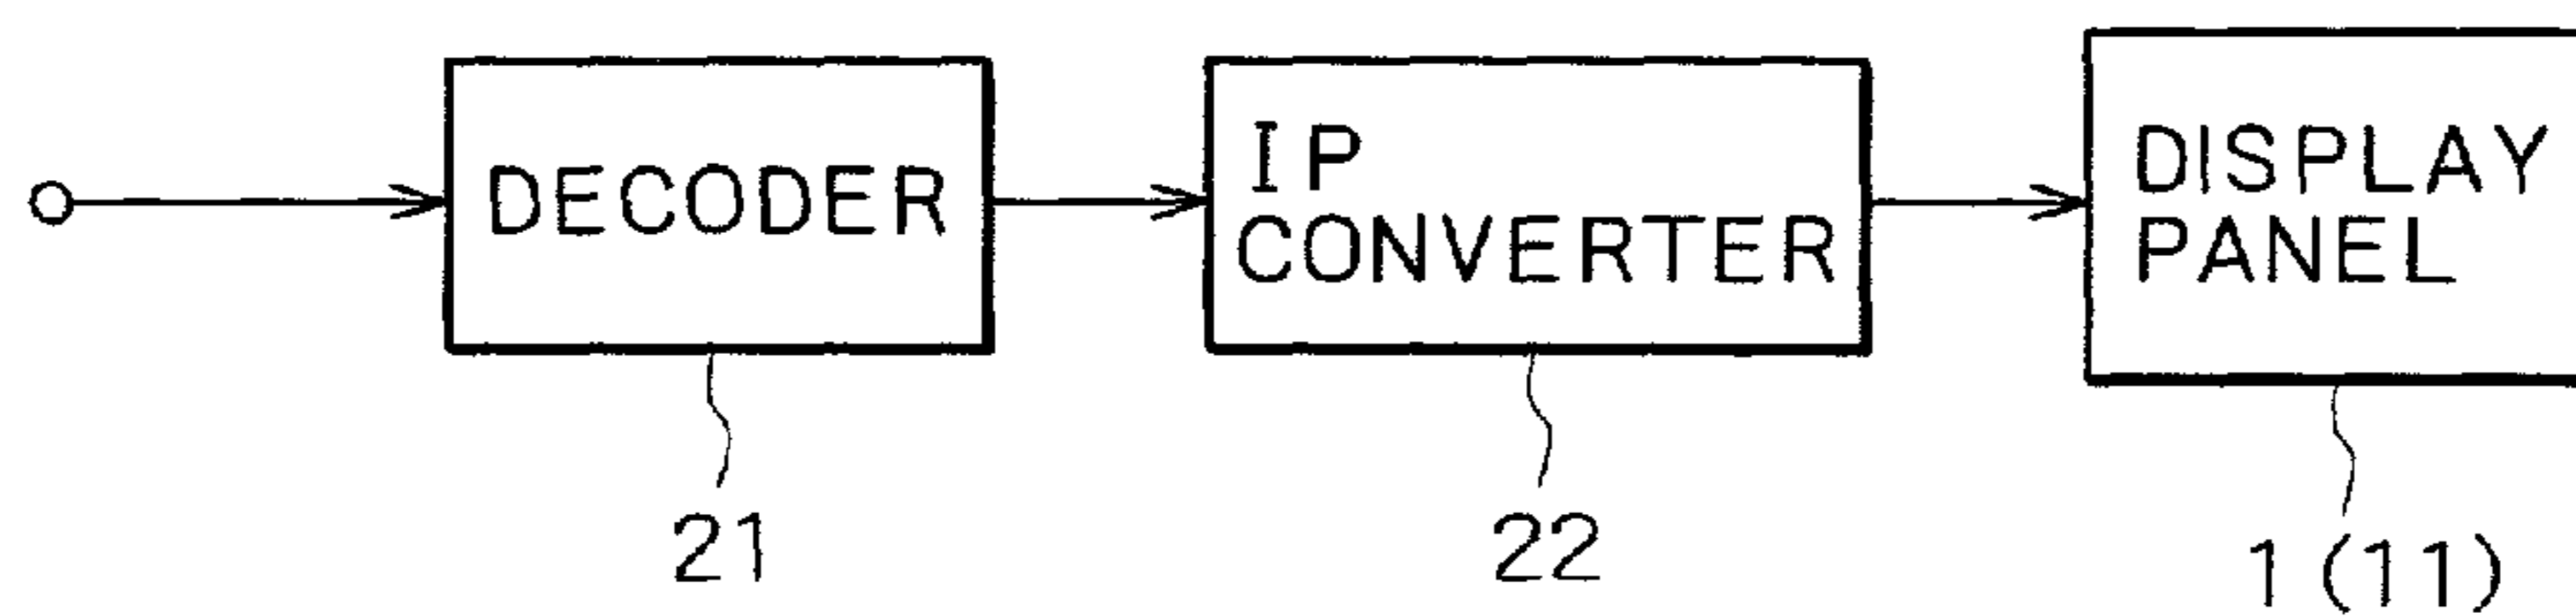 DECODER
IP
CONVERTER
DISPLAY
PANEL
21
22
1(11)